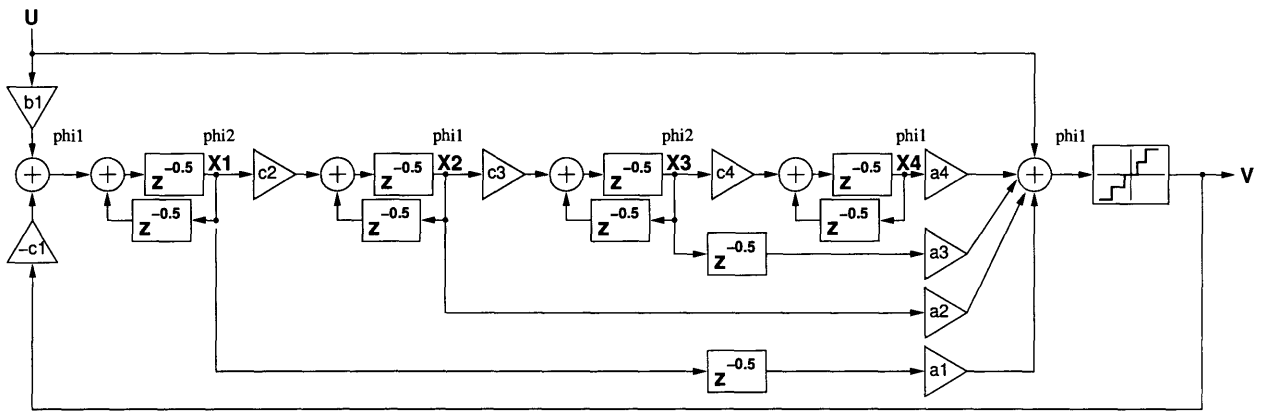 U
b1
phi1 phi2 phi1 phi2 phi1 phi1
z^-0.5 X1 c2 z^-0.5 X2 c3 z^-0.5 X3 c4 z^-0.5 X4 a4 V
z^-0.5 z^-0.5 z^-0.5 z^-0.5
-c1
z^-0.5 a3
a2
z^-0.5 a1